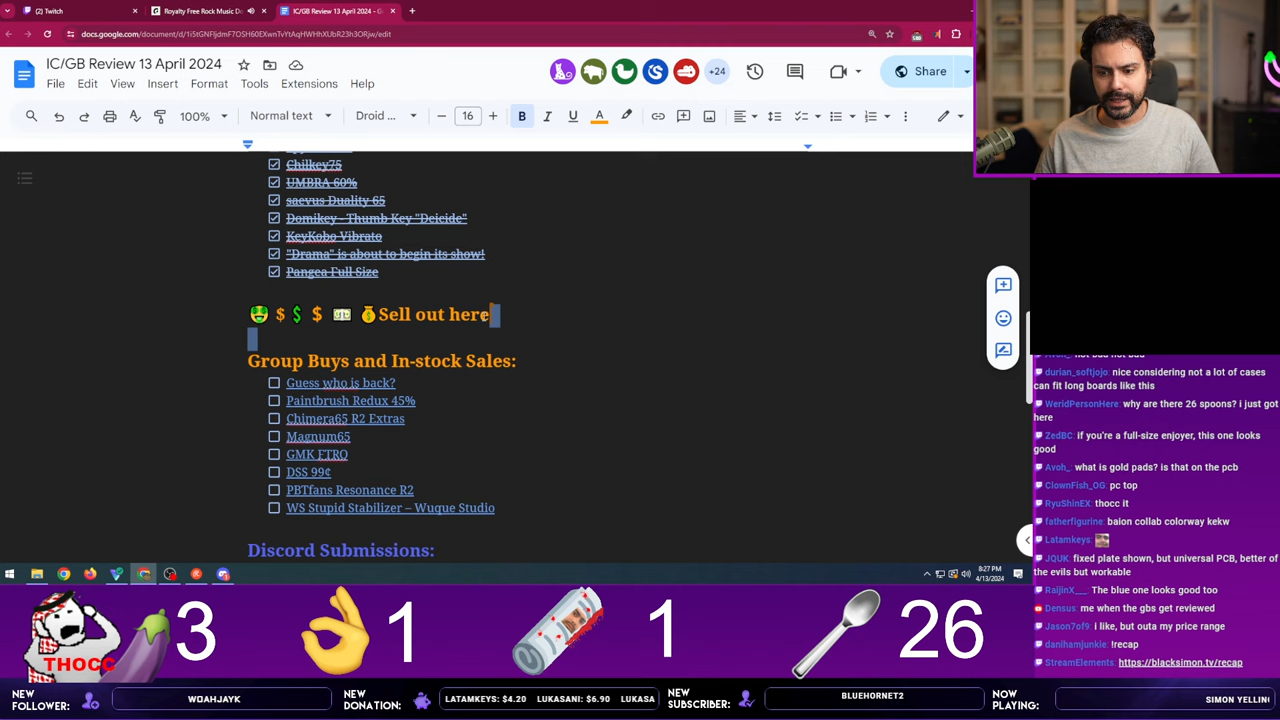 (2) Twitch
Royalty Free Rock Music Do
IC/GB Review 13 April 2024 - G
docs.google.com/document/d/1i5tGNFIjdmF7OSH60EXwnTvYtAqHWHhXUbR23h3ORjw/edit
IC/GB Review 13 April 2024
File Edit View Insert Format Tools Extensions Help
+24
Share
100%
Normal text
Droid ...
16
Chilkey75
UMBRA 60%
saevus Duality 65
Domikey - Thumb Key "Deicide"
KeyKobo Vibrato
"Drama" is about to begin its show!
Pangea Full Size
Sell out here
Group Buys and In-stock Sales:
Guess who is back?
Paintbrush Redux 45%
Chimera65 R2 Extras
Magnum65
GMK FTRQ
DSS 99¢
PBTfans Resonance R2
WS Stupid Stabilizer – Wuque Studio
Discord Submissions:
Avoh_: not bad not bad
durian_softjojo: nice considering not a lot of cases
can fit long boards like this
WeridPersonHere: why are there 26 spoons? i just got
here
ZedBC: if you're a full-size enjoyer, this one looks
good
Avoh_: what is gold pads? is that on the pcb
ClownFish_OG: pc top
RyuShinEX: thocc it
fatherfigurine: baion collab colorway kekw
Latamkeys:
JQUK: fixed plate shown, but universal PCB, better of
the evils but workable
RaijinX___: The blue one looks good too
Densus: me when the gbs get reviewed
Jason7of9: i like, but outa my price range
danihamjunkie: !recap
StreamElements: https://blacksimon.tv/recap
8:27 PM
4/13/2024
THOCC
3
1
1
26
NEW
FOLLOWER:
WOAHJAYK
NEW
DONATION:
LATAMKEYS: $4.20 LUKASANI: $6.90 LUKASA
NEW
SUBSCRIBER:
BLUEHORNET2
NOW
PLAYING:
SIMON YELLING